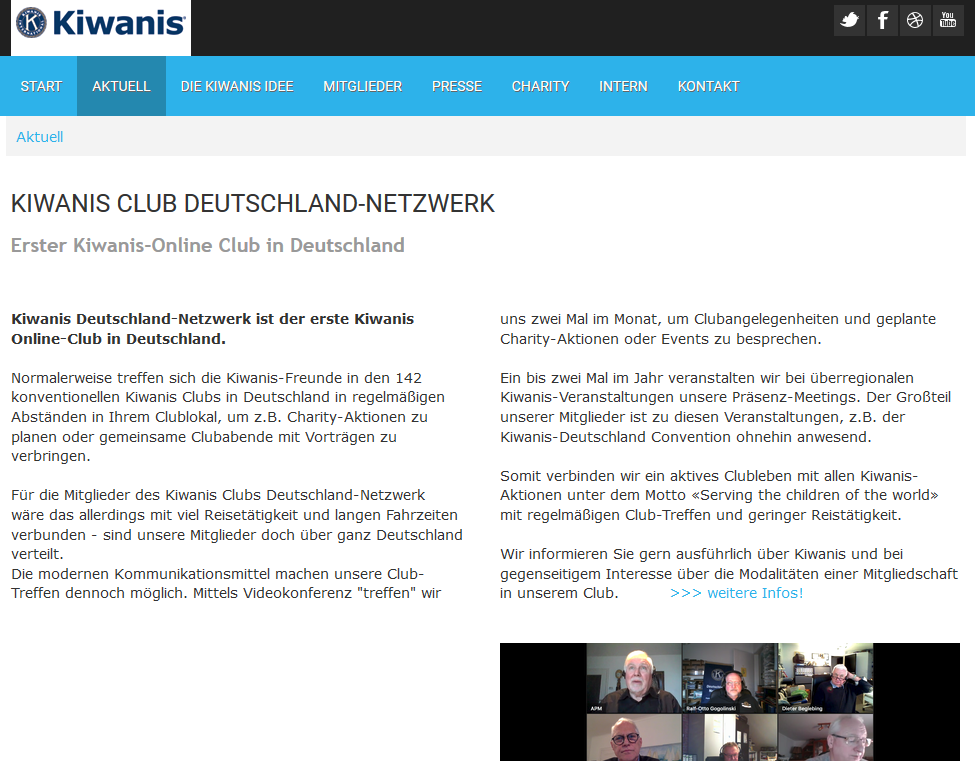 Kiwanis
You
Tube
START
AKTUELL
DIE KIWANIS IDEE
MITGLIEDER
PRESSE
CHARITY
INTERN
KONTAKT
Aktuell
KIWANIS CLUB DEUTSCHLAND-NETZWERK
Erster Kiwanis-Online Club in Deutschland
Kiwanis Deutschland-Netzwerk ist der erste Kiwanis
Online-Club in Deutschland.
Normalerweise treffen sich die Kiwanis-Freunde in den 142
konventionellen Kiwanis Clubs in Deutschland in regelmäßigen
Abständen in Ihrem Clublokal, um z.B. Charity-Aktionen zu
planen oder gemeinsame Clubabende mit Vorträgen zu
verbringen.
Für die Mitglieder des Kiwanis Clubs Deutschland-Netzwerk
wäre das allerdings mit viel Reisetätigkeit und langen Fahrzeiten
verbunden - sind unsere Mitglieder doch über ganz Deutschland
verteilt.
Die modernen Kommunikationsmittel machen unsere Club-
Treffen dennoch möglich. Mittels Videokonferenz "treffen" wir
uns zwei Mal im Monat, um Clubangelegenheiten und geplante
Charity-Aktionen oder Events zu besprechen.
Ein bis zwei Mal im Jahr veranstalten wir bei überregionalen
Kiwanis-Veranstaltungen unsere Präsenz-Meetings. Der Großteil
unserer Mitglieder ist zu diesen Veranstaltungen, z.B. der
Kiwanis-Deutschland Convention ohnehin anwesend.
Somit verbinden wir ein aktives Clubleben mit allen Kiwanis-
Aktionen unter dem Motto «Serving the children of the world»
mit regelmäßigen Club-Treffen und geringer Reistätigkeit.
Wir informieren Sie gern ausführlich über Kiwanis und bei
gegenseitigem Interesse über die Modalitäten einer Mitgliedschaft
in unserem Club. >>> weitere Infos!
APM
Ralf-Otto Gogolinski
Dieter Beglebing